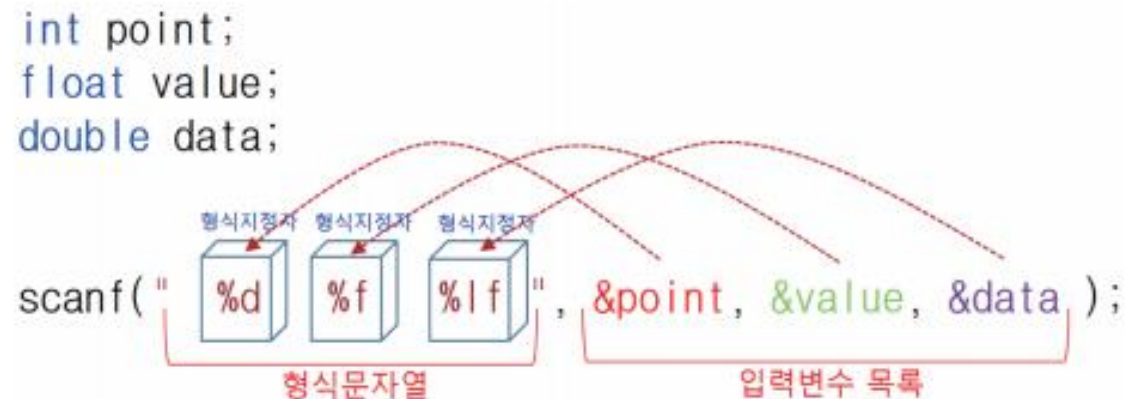 int point;
float value;
double data;
형식지정자 형식지정자 형식지정자
scanf(" %d %f %lf ", &point, &value, &data );
형식문자열 입력변수 목록